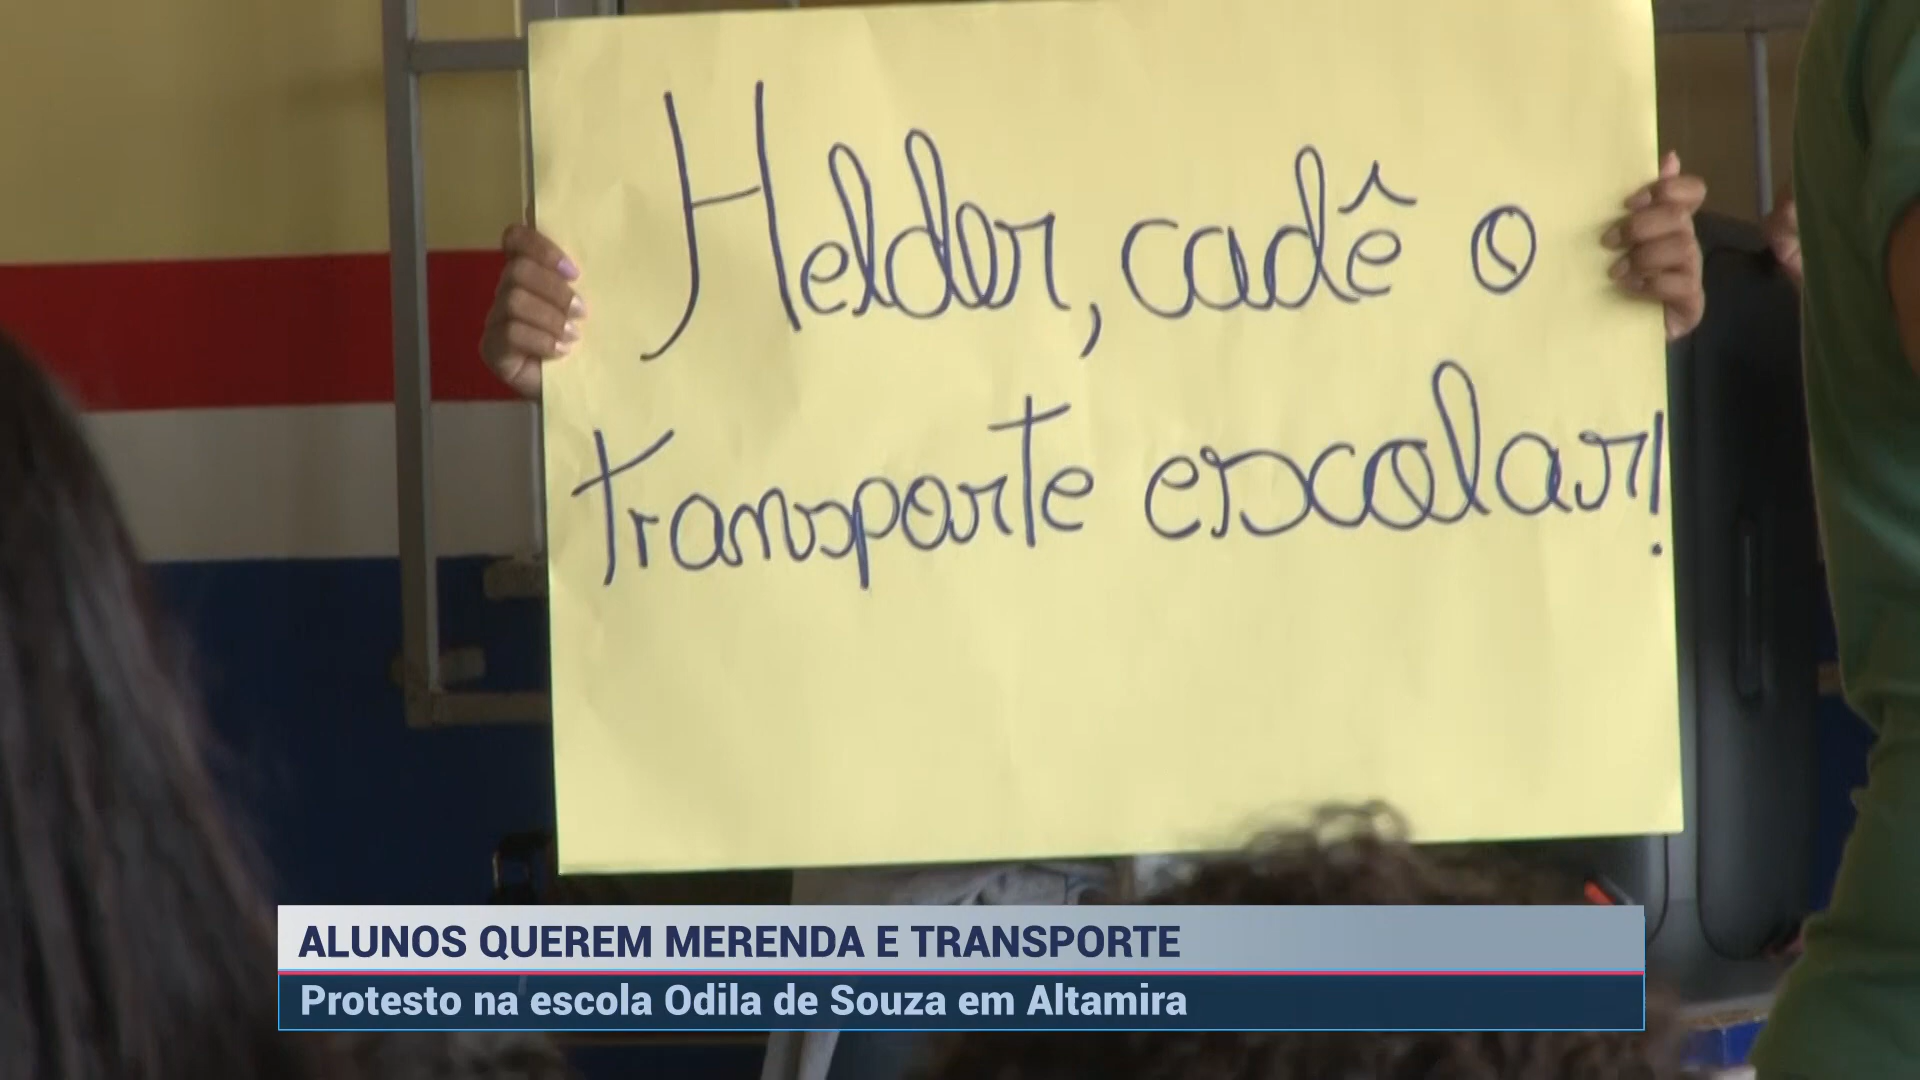 Helder, cadê o
transporte escolar!
ALUNOS QUEREM MERENDA E TRANSPORTE
Protesto na escola Odila de Souza em Altamira